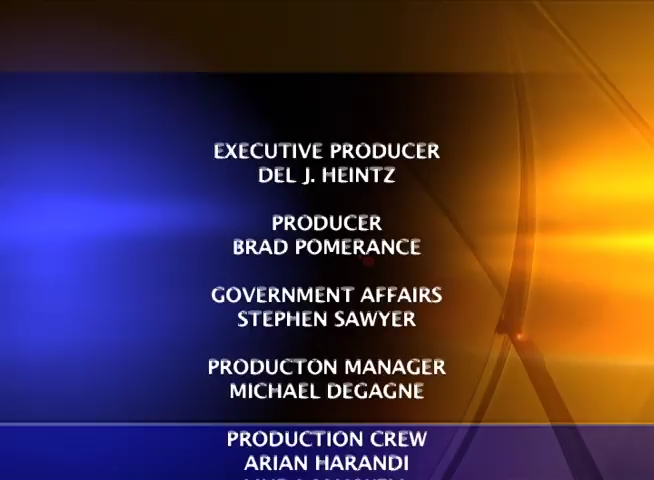 EXECUTIVE PRODUCER
DEL J. HEINTZ
PRODUCER
BRAD POMERANCE
GOVERNMENT AFFAIRS
STEPHEN SAWYER
PRODUCTON MANAGER
MICHAEL DEGAGNE
PRODUCTION CREW
ARIAN HARANDI